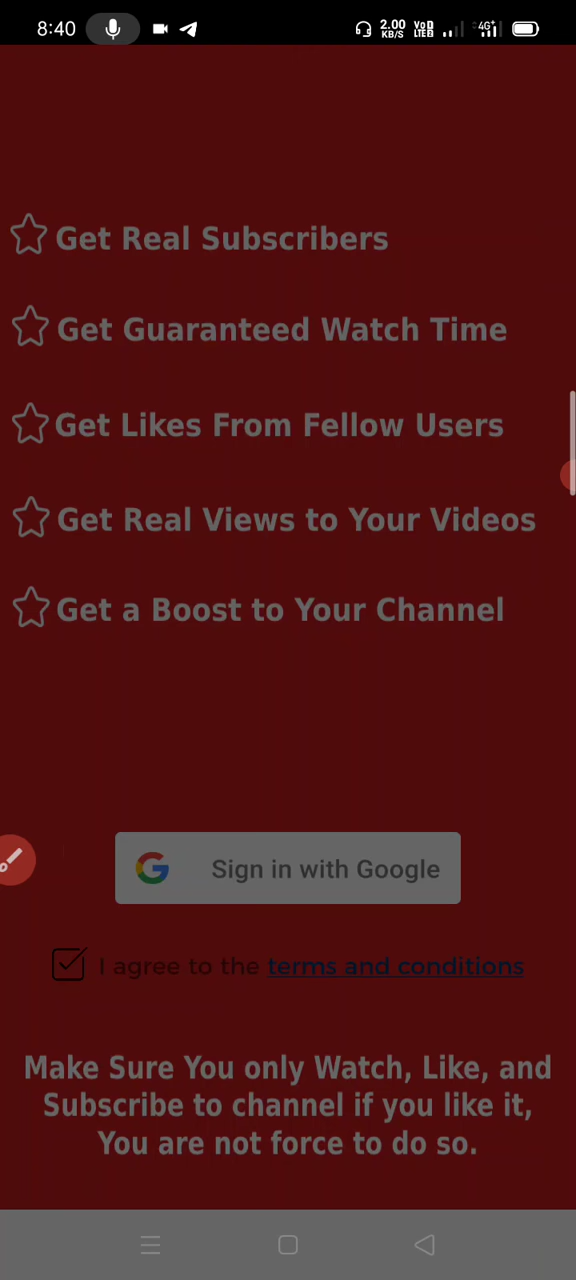 8:40 2.00 KB/S VoD LTE2 4G+
Get Real Subscribers
Get Guaranteed Watch Time
Get Likes From Fellow Users
Get Real Views to Your Videos
Get a Boost to Your Channel
Sign in with Google
I agree to the terms and conditions
Make Sure You only Watch, Like, and
Subscribe to channel if you like it,
You are not force to do so.